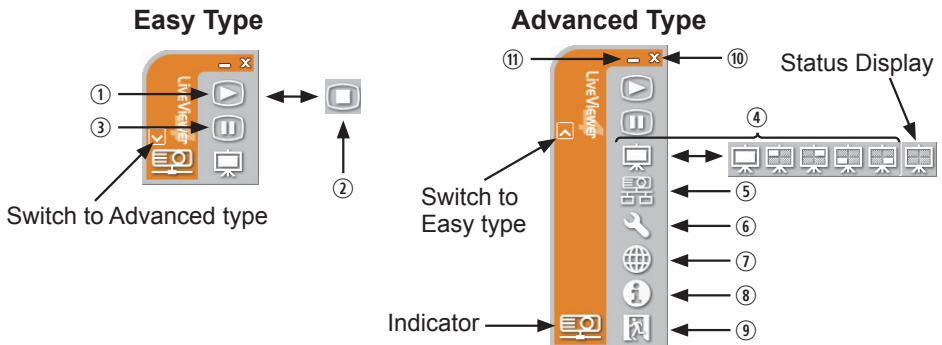 Easy Type
Advanced Type
①
③
②
LIVEVIEWER
Switch to Advanced type
⑪
⑩
Status Display
LIVEVIEWER
④
Switch to
Easy type
⑤
⑥
⑦
⑧
⑨
Indicator